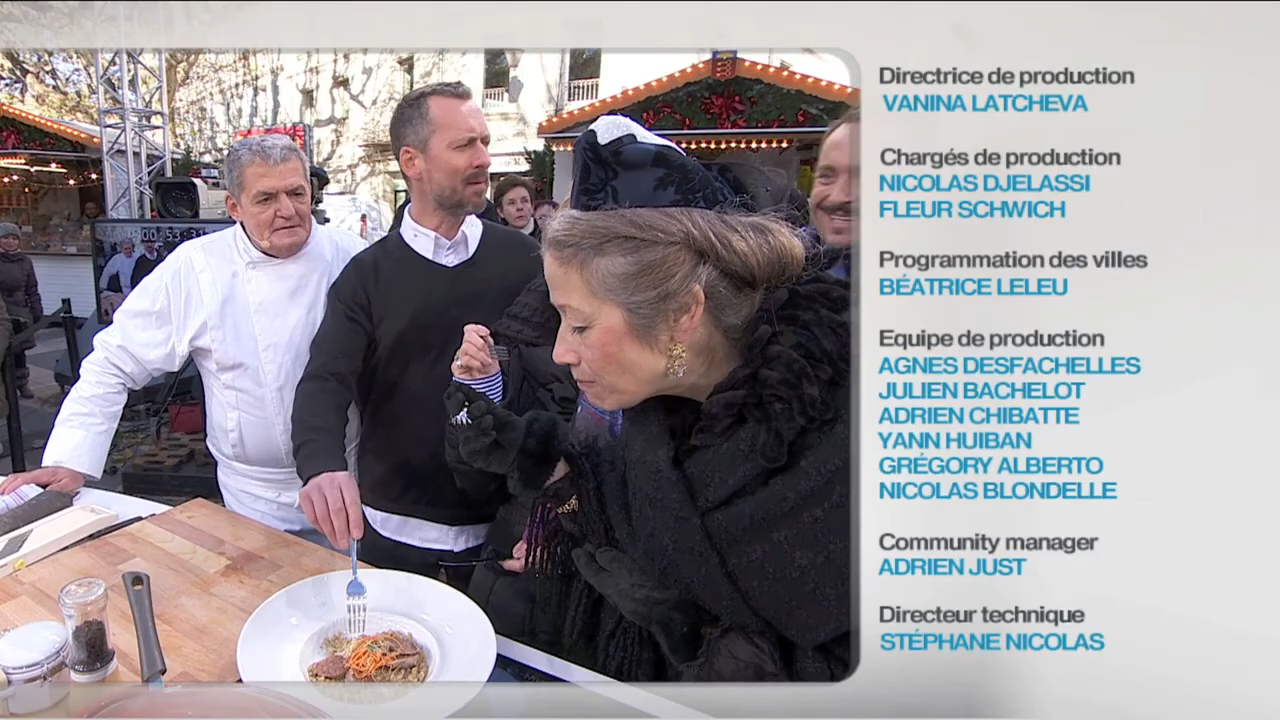 Directrice de production
VANINA LATCHEVA
Chargés de production
NICOLAS DJELASSI
FLEUR SCHWICH
Programmation des villes
BÉATRICE LELEU
Equipe de production
AGNES DESFACHELLES
JULIEN BACHELOT
ADRIEN CHIBATTE
YANN HUIBAN
GRÉGORY ALBERTO
NICOLAS BLONDELLE
Community manager
ADRIEN JUST
Directeur technique
STÉPHANE NICOLAS